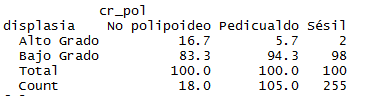 cr_pol
displasia No polipoideo Pedicualdo Sésil
Alto Grado 16.7 5.7 2
Bajo Grado 83.3 94.3 98
Total 100.0 100.0 100
Count 18.0 105.0 255